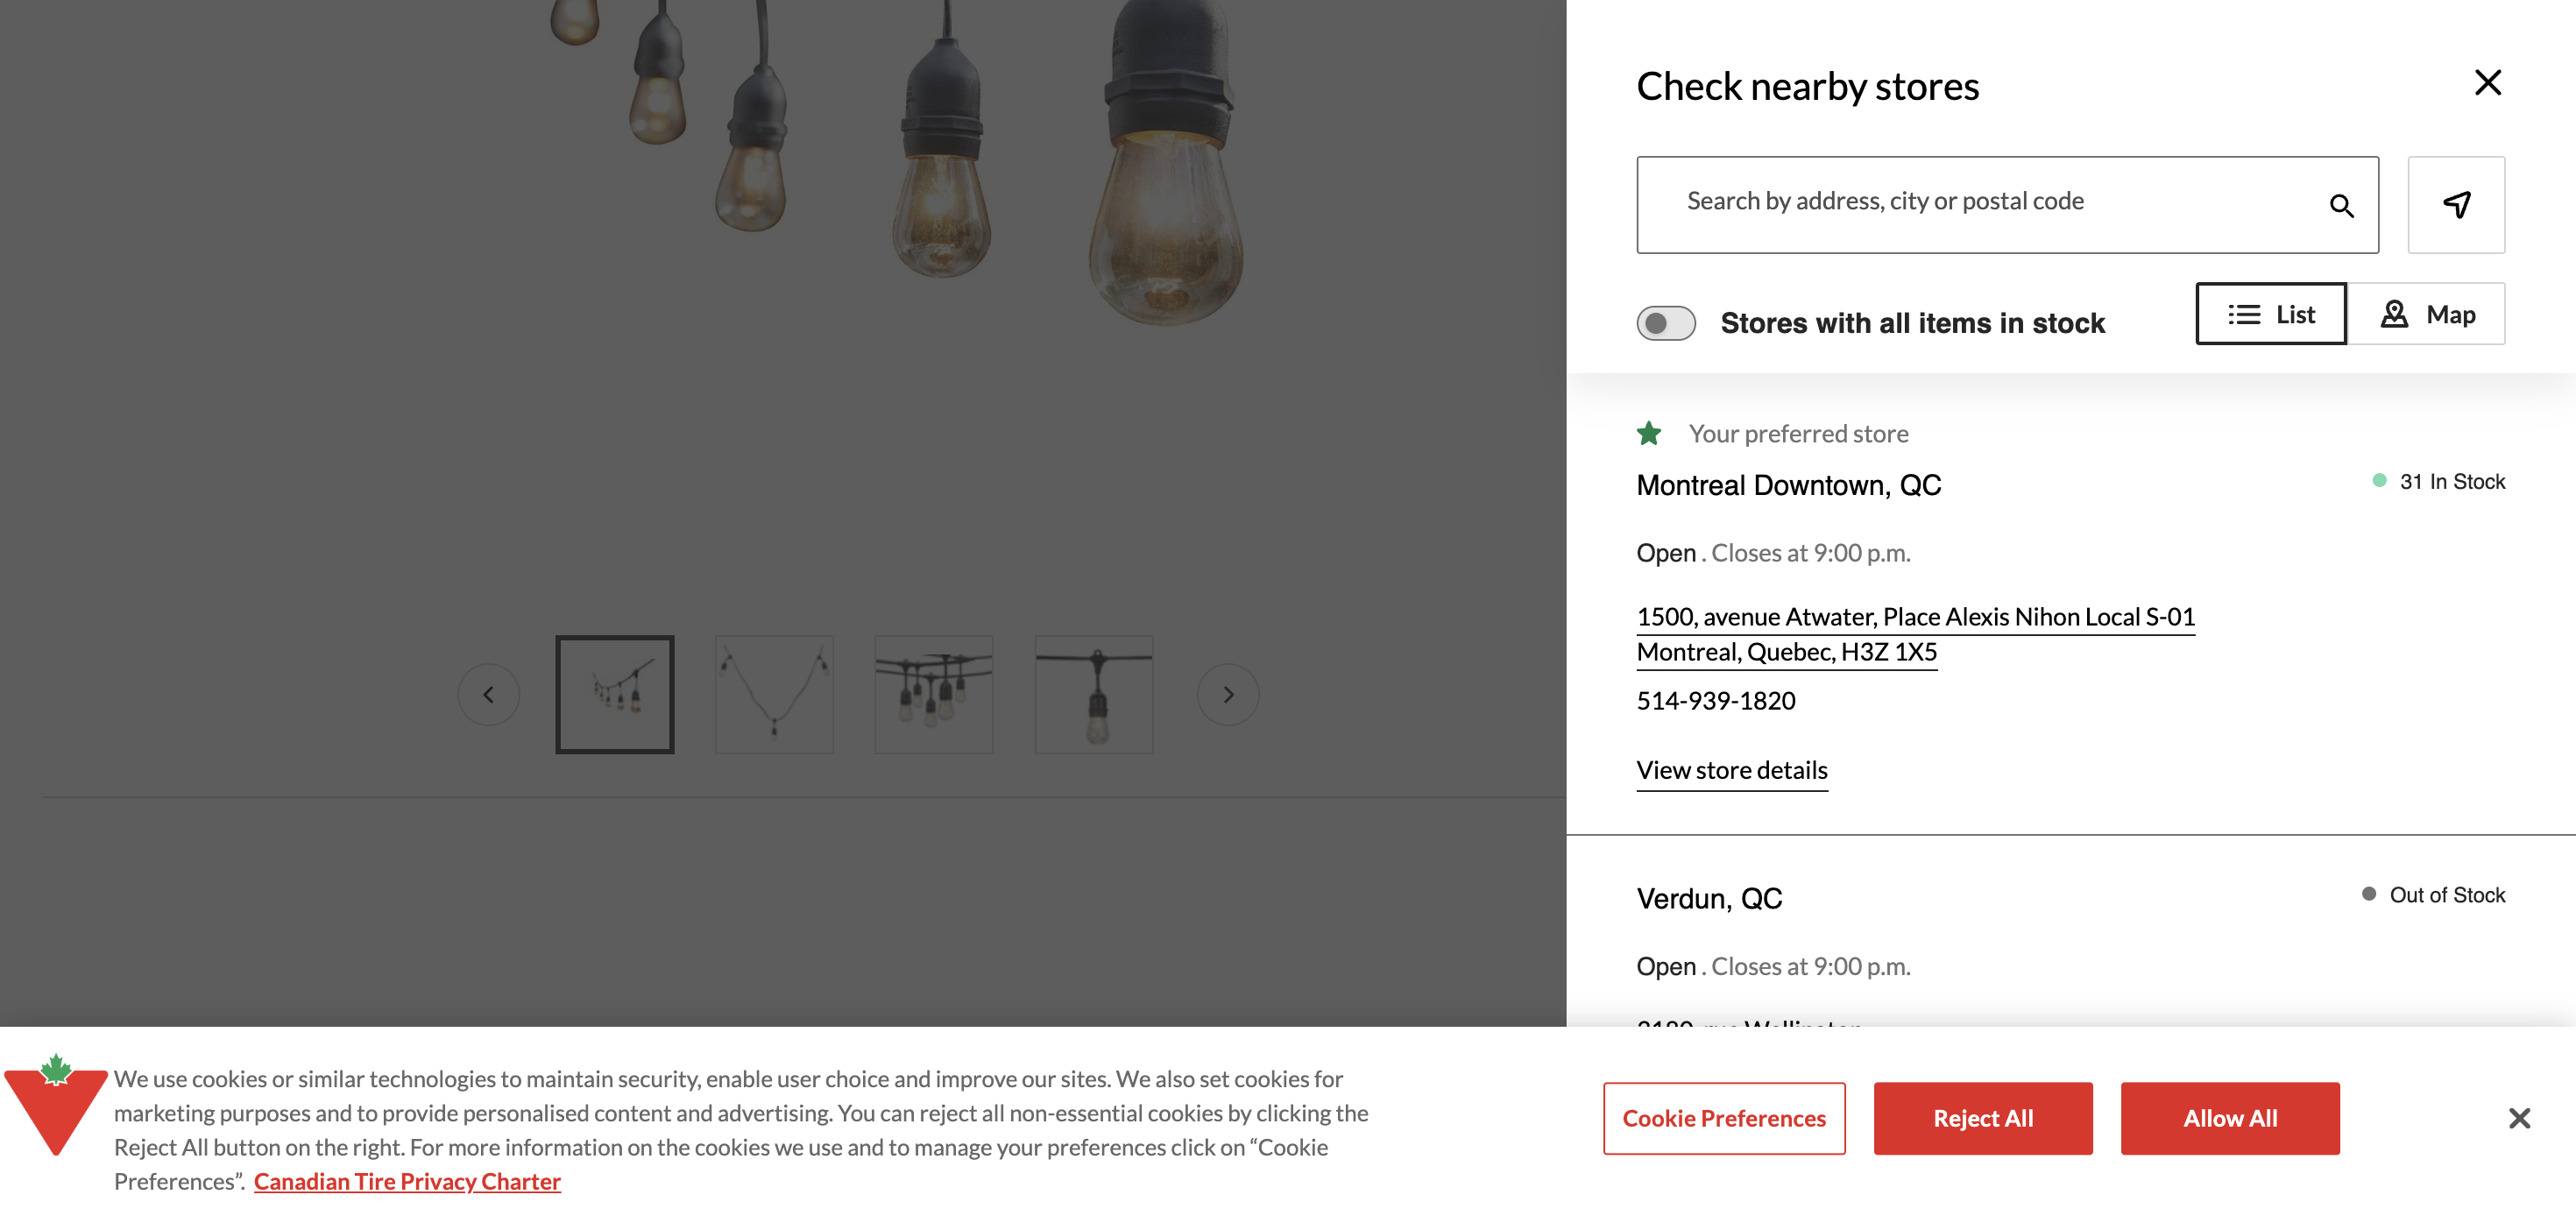 Check nearby stores
Search by address, city or postal code
Stores with all items in stock
List
Map
Your preferred store
Montreal Downtown, QC
31 In Stock
Open . Closes at 9:00 p.m.
1500, avenue Atwater, Place Alexis Nihon Local S-01
Montreal, Quebec, H3Z 1X5
514-939-1820
View store details
Verdun, QC
Out of Stock
Open . Closes at 9:00 p.m.
We use cookies or similar technologies to maintain security, enable user choice and improve our sites. We also set cookies for
marketing purposes and to provide personalised content and advertising. You can reject all non-essential cookies by clicking the
Reject All button on the right. For more information on the cookies we use and to manage your preferences click on “Cookie
Preferences”. Canadian Tire Privacy Charter
Cookie Preferences
Reject All
Allow All